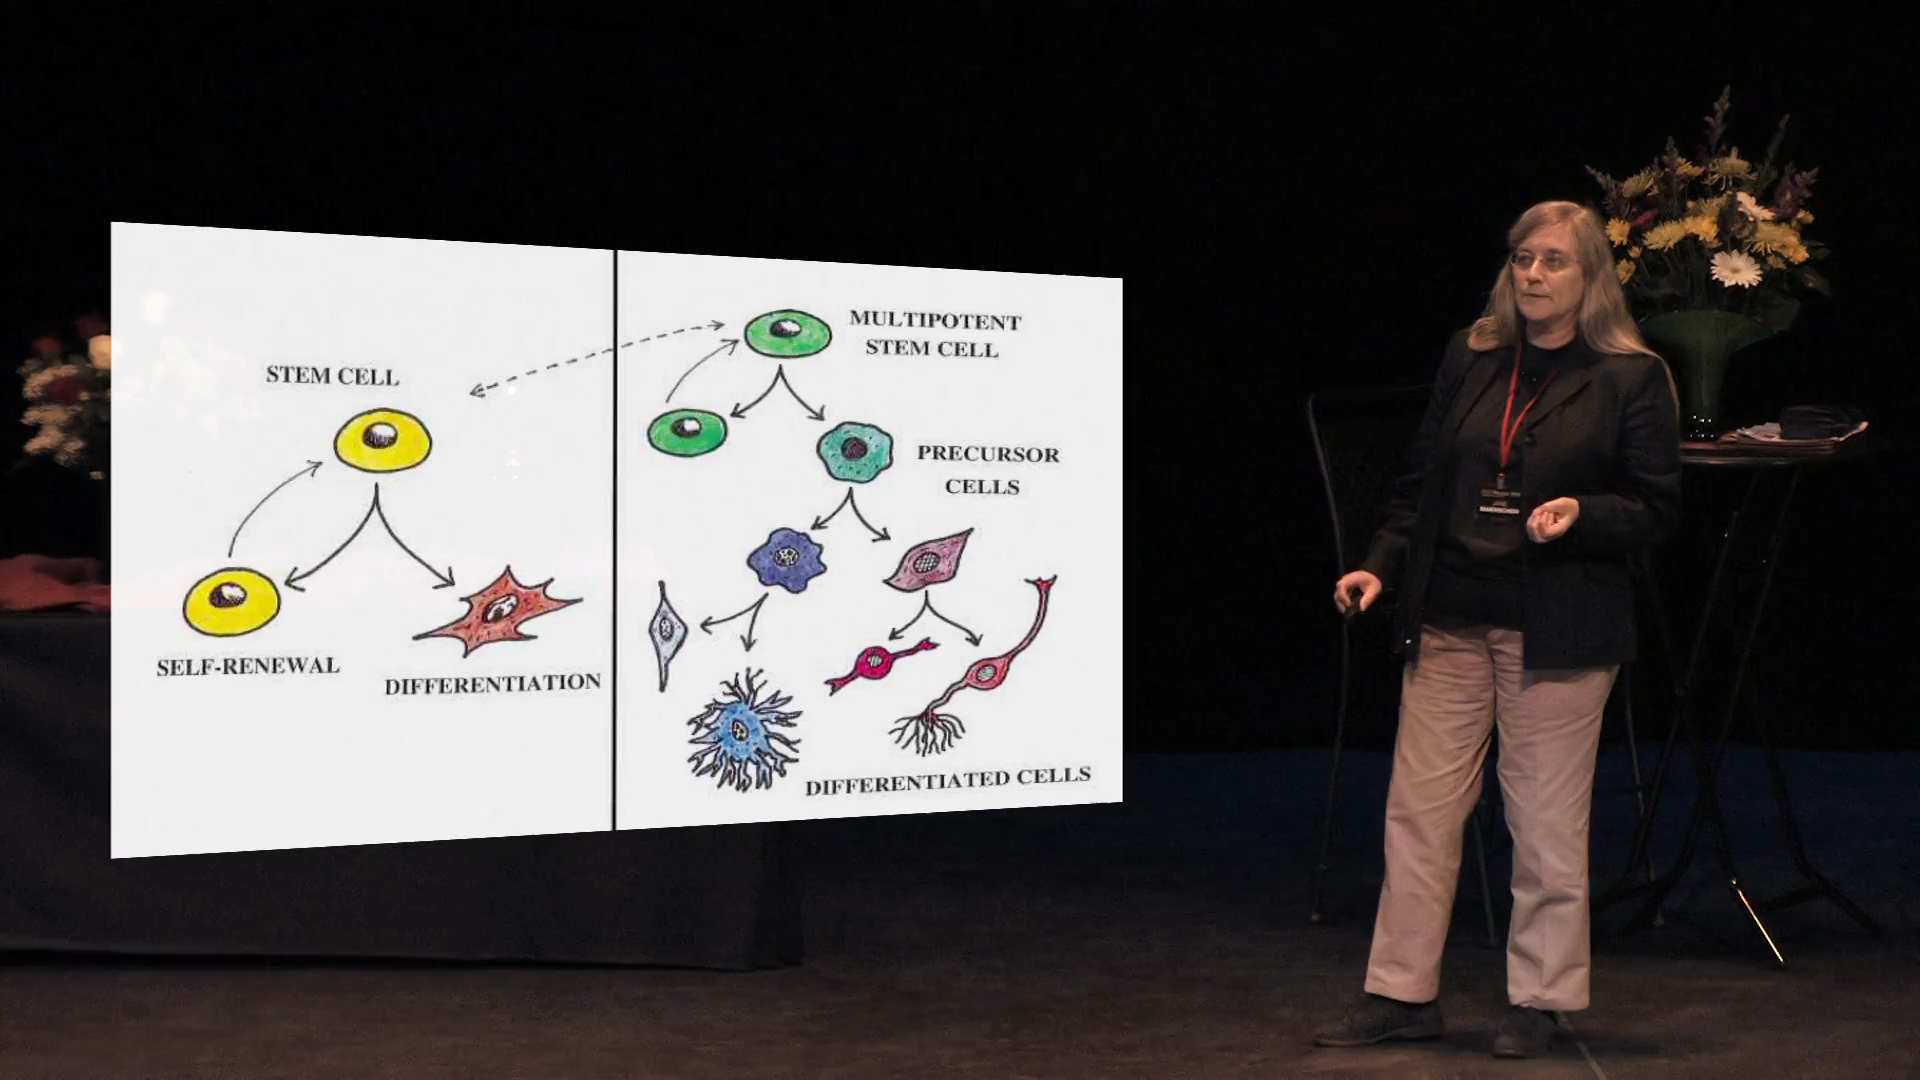 STEM CELL
SELF-RENEWAL
DIFFERENTIATION
MULTIPOTENT
STEM CELL
PRECURSOR
CELLS
DIFFERENTIATED CELLS